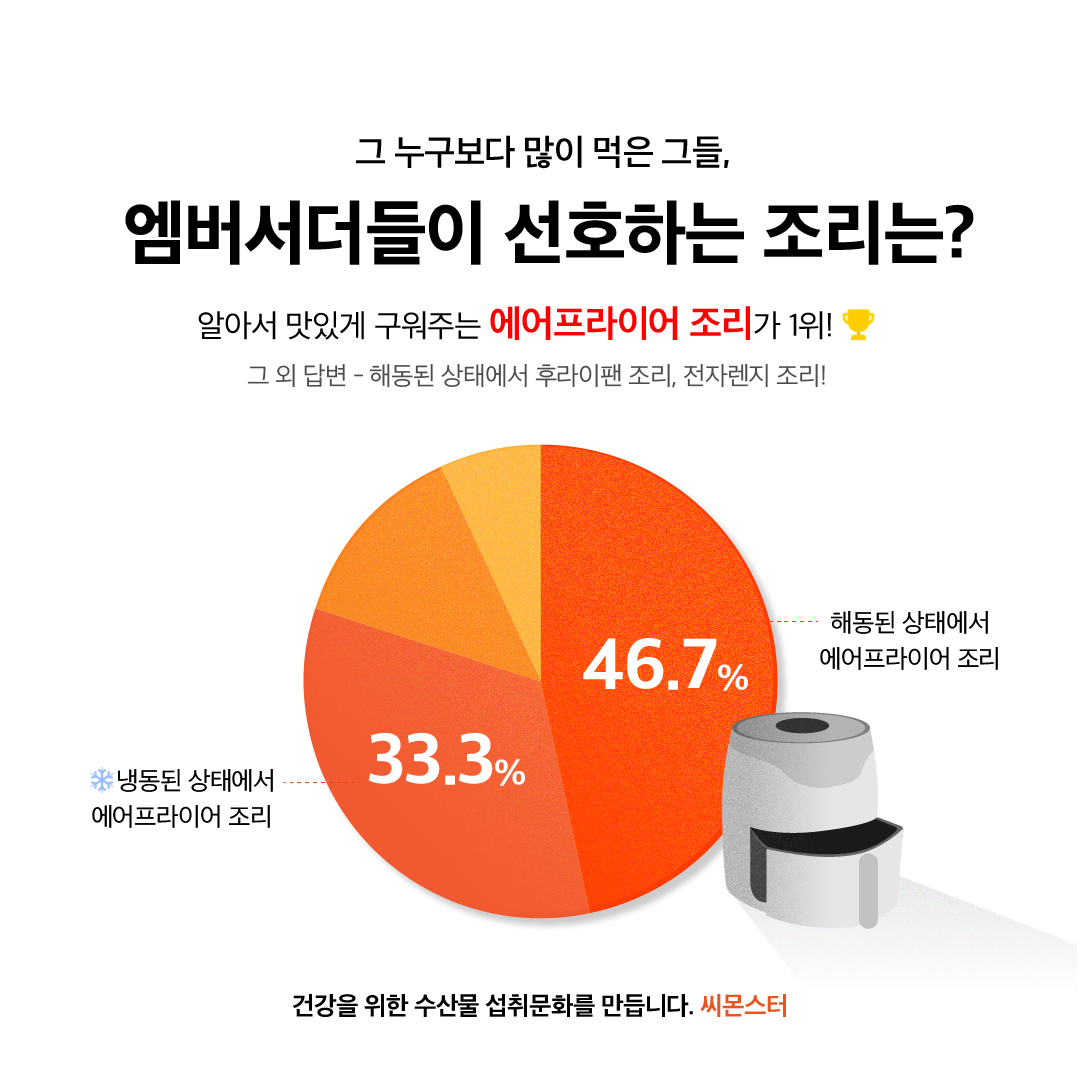 그 누구보다 많이 먹은 그들,
엠버서더들이 선호하는 조리는?
알아서 맛있게 구워주는 에어프라이어 조리가 1위!
그 외 답변 - 해동된 상태에서 후라이팬 조리, 전자렌지 조리!
46.7%
해동된 상태에서
에어프라이어 조리
33.3%
냉동된 상태에서
에어프라이어 조리
건강을 위한 수산물 섭취문화를 만듭니다. 씨몬스터